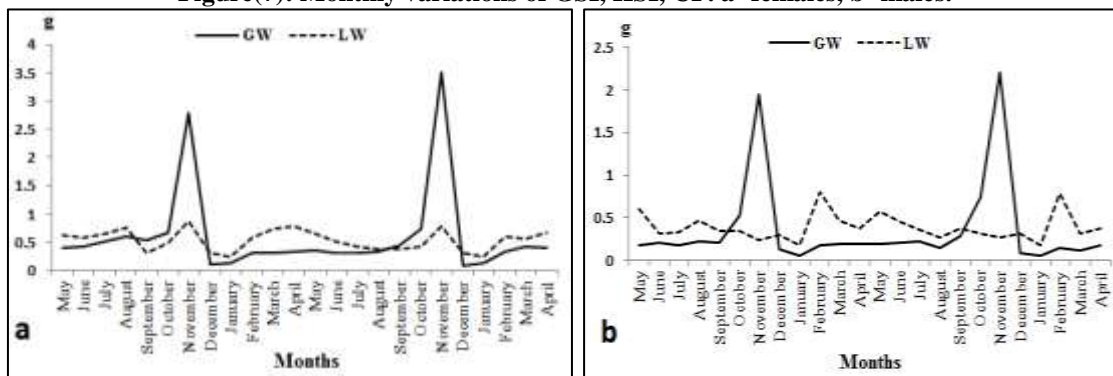 Figure(7): Monthly variations of GSI, HSI, CF. a- females, b- males.
g
GW LW
4
3.5
3
2.5
2
1.5
1
0.5
0
May
June
July
August
September
October
November
December
January
February
March
April
May
June
July
August
September
October
November
December
January
February
March
April
a
Months
g
GW LW
2.5
2
1.5
1
0.5
0
May
June
July
August
September
October
November
December
January
February
March
April
May
June
July
August
September
October
November
December
January
February
March
April
b
Months